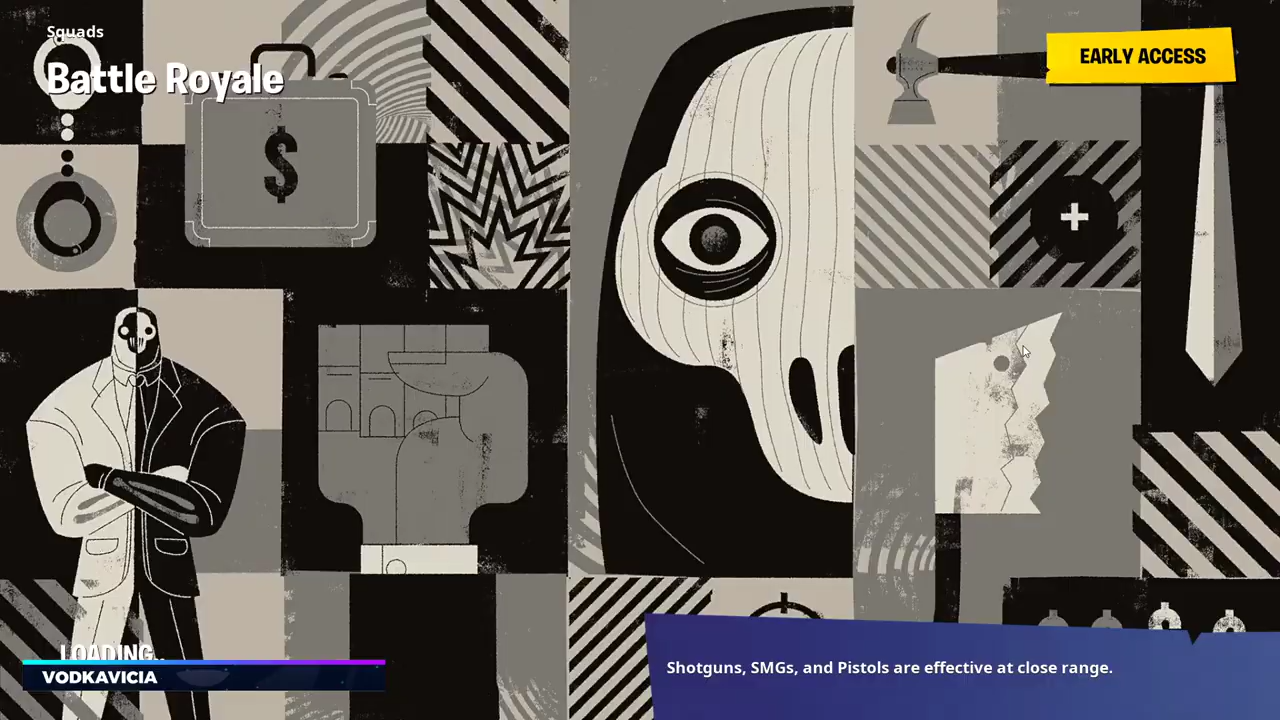 Squads
Battle Royale
EARLY ACCESS
$
LOADING..
VODKAVICIA
Shotguns, SMGs, and Pistols are effective at close range.